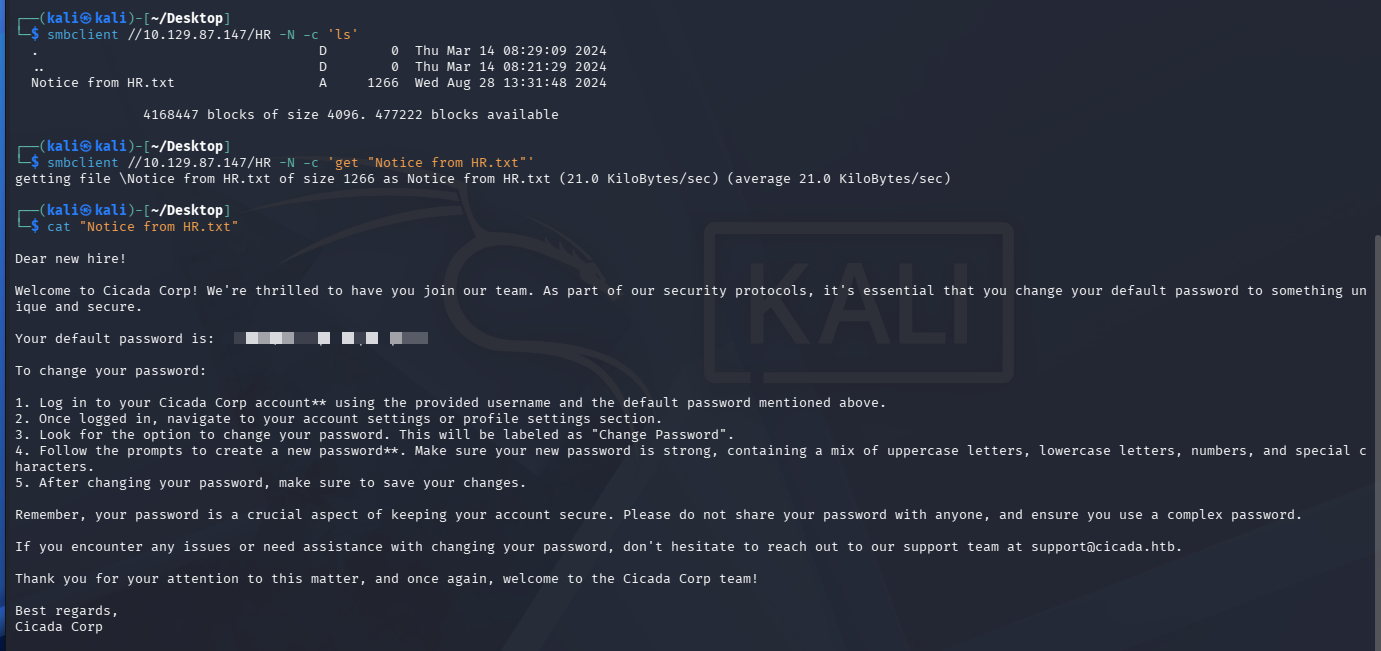 ┌──(kali㉿kali)-[~/Desktop]
└─$ smbclient //10.129.87.147/HR -N -c 'ls'
  .                                   D        0  Thu Mar 14 08:29:09 2024
  ..                                  D        0  Thu Mar 14 08:21:29 2024
  Notice from HR.txt                  A     1266  Wed Aug 28 13:31:48 2024
                4168447 blocks of size 4096. 477222 blocks available
┌──(kali㉿kali)-[~/Desktop]
└─$ smbclient //10.129.87.147/HR -N -c 'get "Notice from HR.txt"'
getting file \Notice from HR.txt of size 1266 as Notice from HR.txt (21.0 KiloBytes/sec) (average 21.0 KiloBytes/sec)
┌──(kali㉿kali)-[~/Desktop]
└─$ cat "Notice from HR.txt"
Dear new hire!
Welcome to Cicada Corp! We're thrilled to have you join our team. As part of our security protocols, it's essential that you change your default password to something un
ique and secure.
Your default password is:
To change your password:
1. Log in to your Cicada Corp account** using the provided username and the default password mentioned above.
2. Once logged in, navigate to your account settings or profile settings section.
3. Look for the option to change your password. This will be labeled as "Change Password".
4. Follow the prompts to create a new password**. Make sure your new password is strong, containing a mix of uppercase letters, lowercase letters, numbers, and special c
haracters.
5. After changing your password, make sure to save your changes.
Remember, your password is a crucial aspect of keeping your account secure. Please do not share your password with anyone, and ensure you use a complex password.
If you encounter any issues or need assistance with changing your password, don't hesitate to reach out to our support team at support@cicada.htb.
Thank you for your attention to this matter, and once again, welcome to the Cicada Corp team!
Best regards,
Cicada Corp
KALI